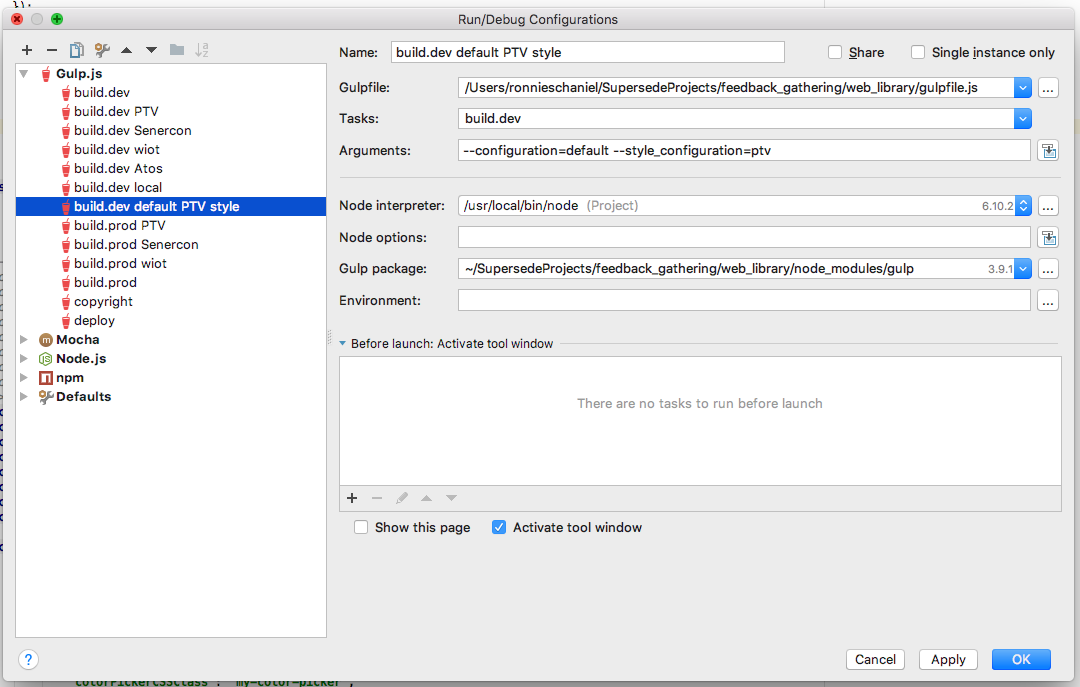 });
Run/Debug Configurations
Name: build.dev default PTV style
Share
Single instance only
Gulp.js
build.dev
build.dev PTV
build.dev Senercon
build.dev wiot
build.dev Atos
build.dev local
build.dev default PTV style
build.prod PTV
build.prod Senercon
build.prod wiot
build.prod
copyright
deploy
Mocha
Node.js
npm
Defaults
Gulpfile: /Users/ronnieschaniel/SupersedeProjects/feedback_gathering/web_library/gulpfile.js ...
Tasks: build.dev
Arguments: --configuration=default --style_configuration=ptv
Node interpreter: /usr/local/bin/node (Project) 6.10.2 ...
Node options:
Gulp package: ~/SupersedeProjects/feedback_gathering/web_library/node_modules/gulp 3.9.1 ...
Environment: ...
Before launch: Activate tool window
There are no tasks to run before launch
Show this page
Activate tool window
? Cancel Apply OK
'colorPickerCSSClass': 'my-color-picker',